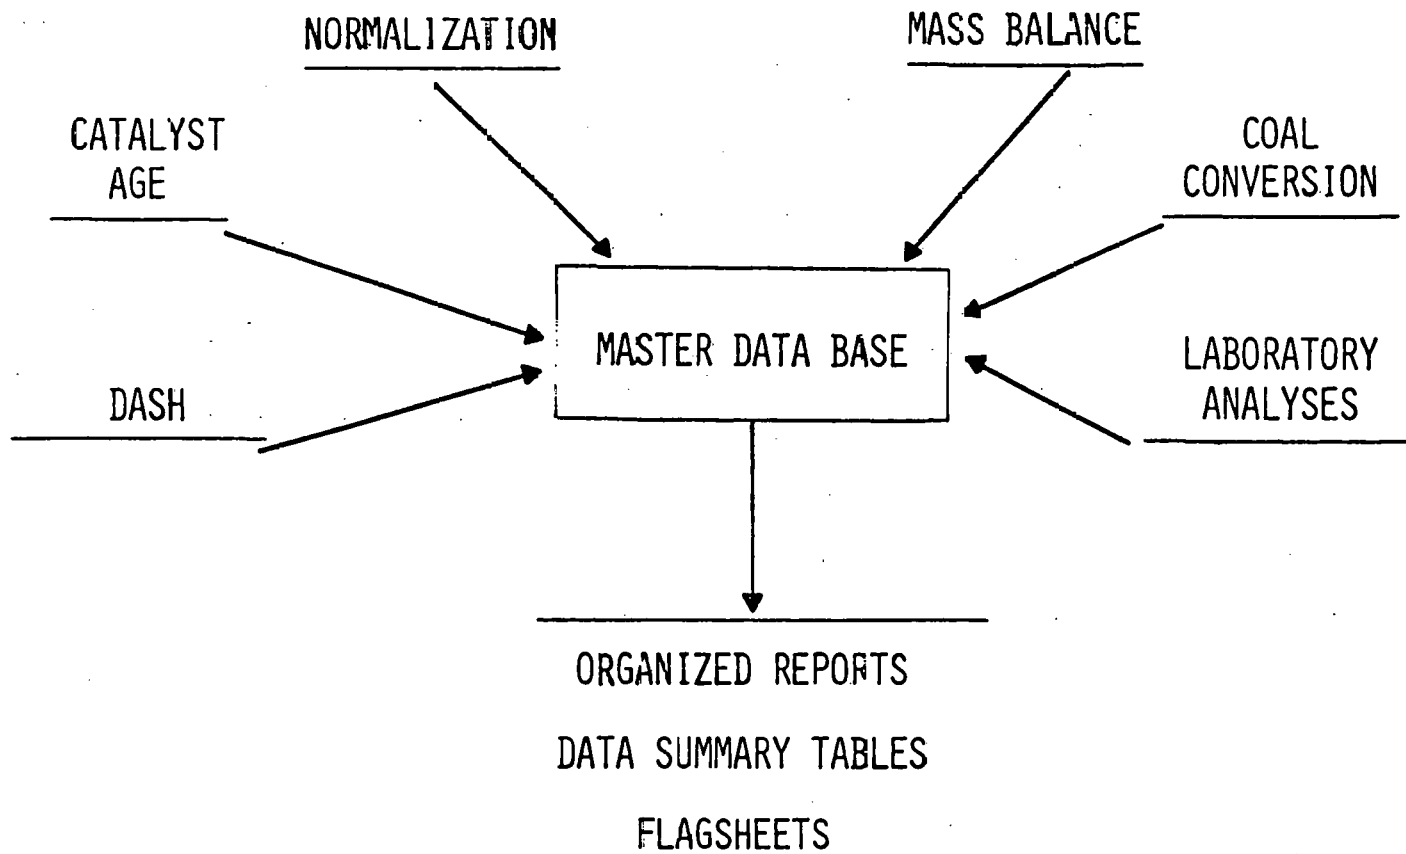 NORMALIZATION
MASS BALANCE
CATALYST
AGE
COAL
CONVERSION
MASTER DATA BASE
DASH
LABORATORY
ANALYSES
ORGANIZED REPORTS
DATA SUMMARY TABLES
FLAGSHEETS